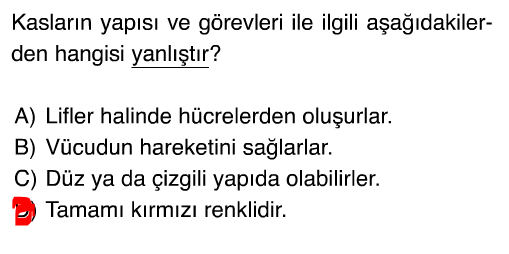 Kasların yapısı ve görevleri ile ilgili aşağıdakiler-
den hangisi yanlıştır?
A) Lifler halinde hücrelerden oluşurlar.
B) Vücudun hareketini sağlarlar.
C) Düz ya da çizgili yapıda olabilirler.
D) Tamamı kırmızı renklidir.